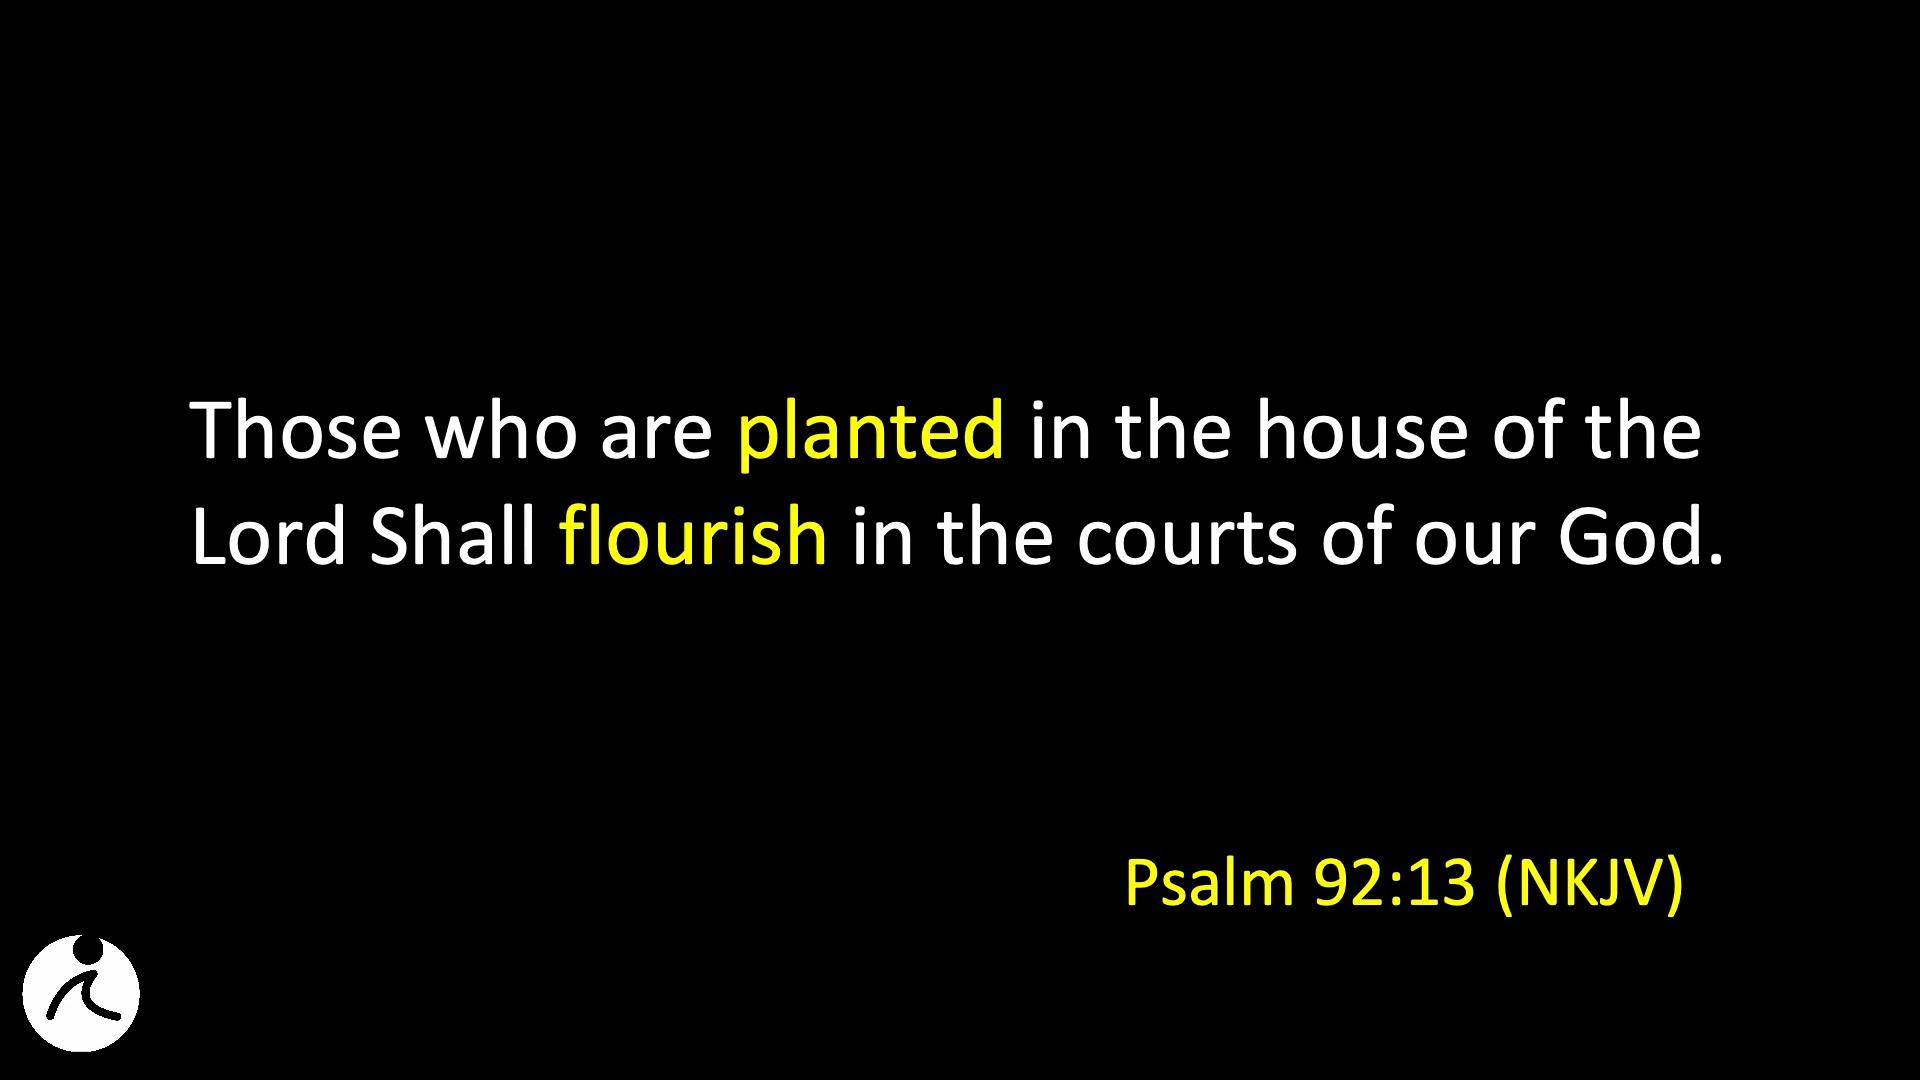 Those who are planted in the house of the
Lord Shall flourish in the courts of our God.
Psalm 92:13 (NKJV)